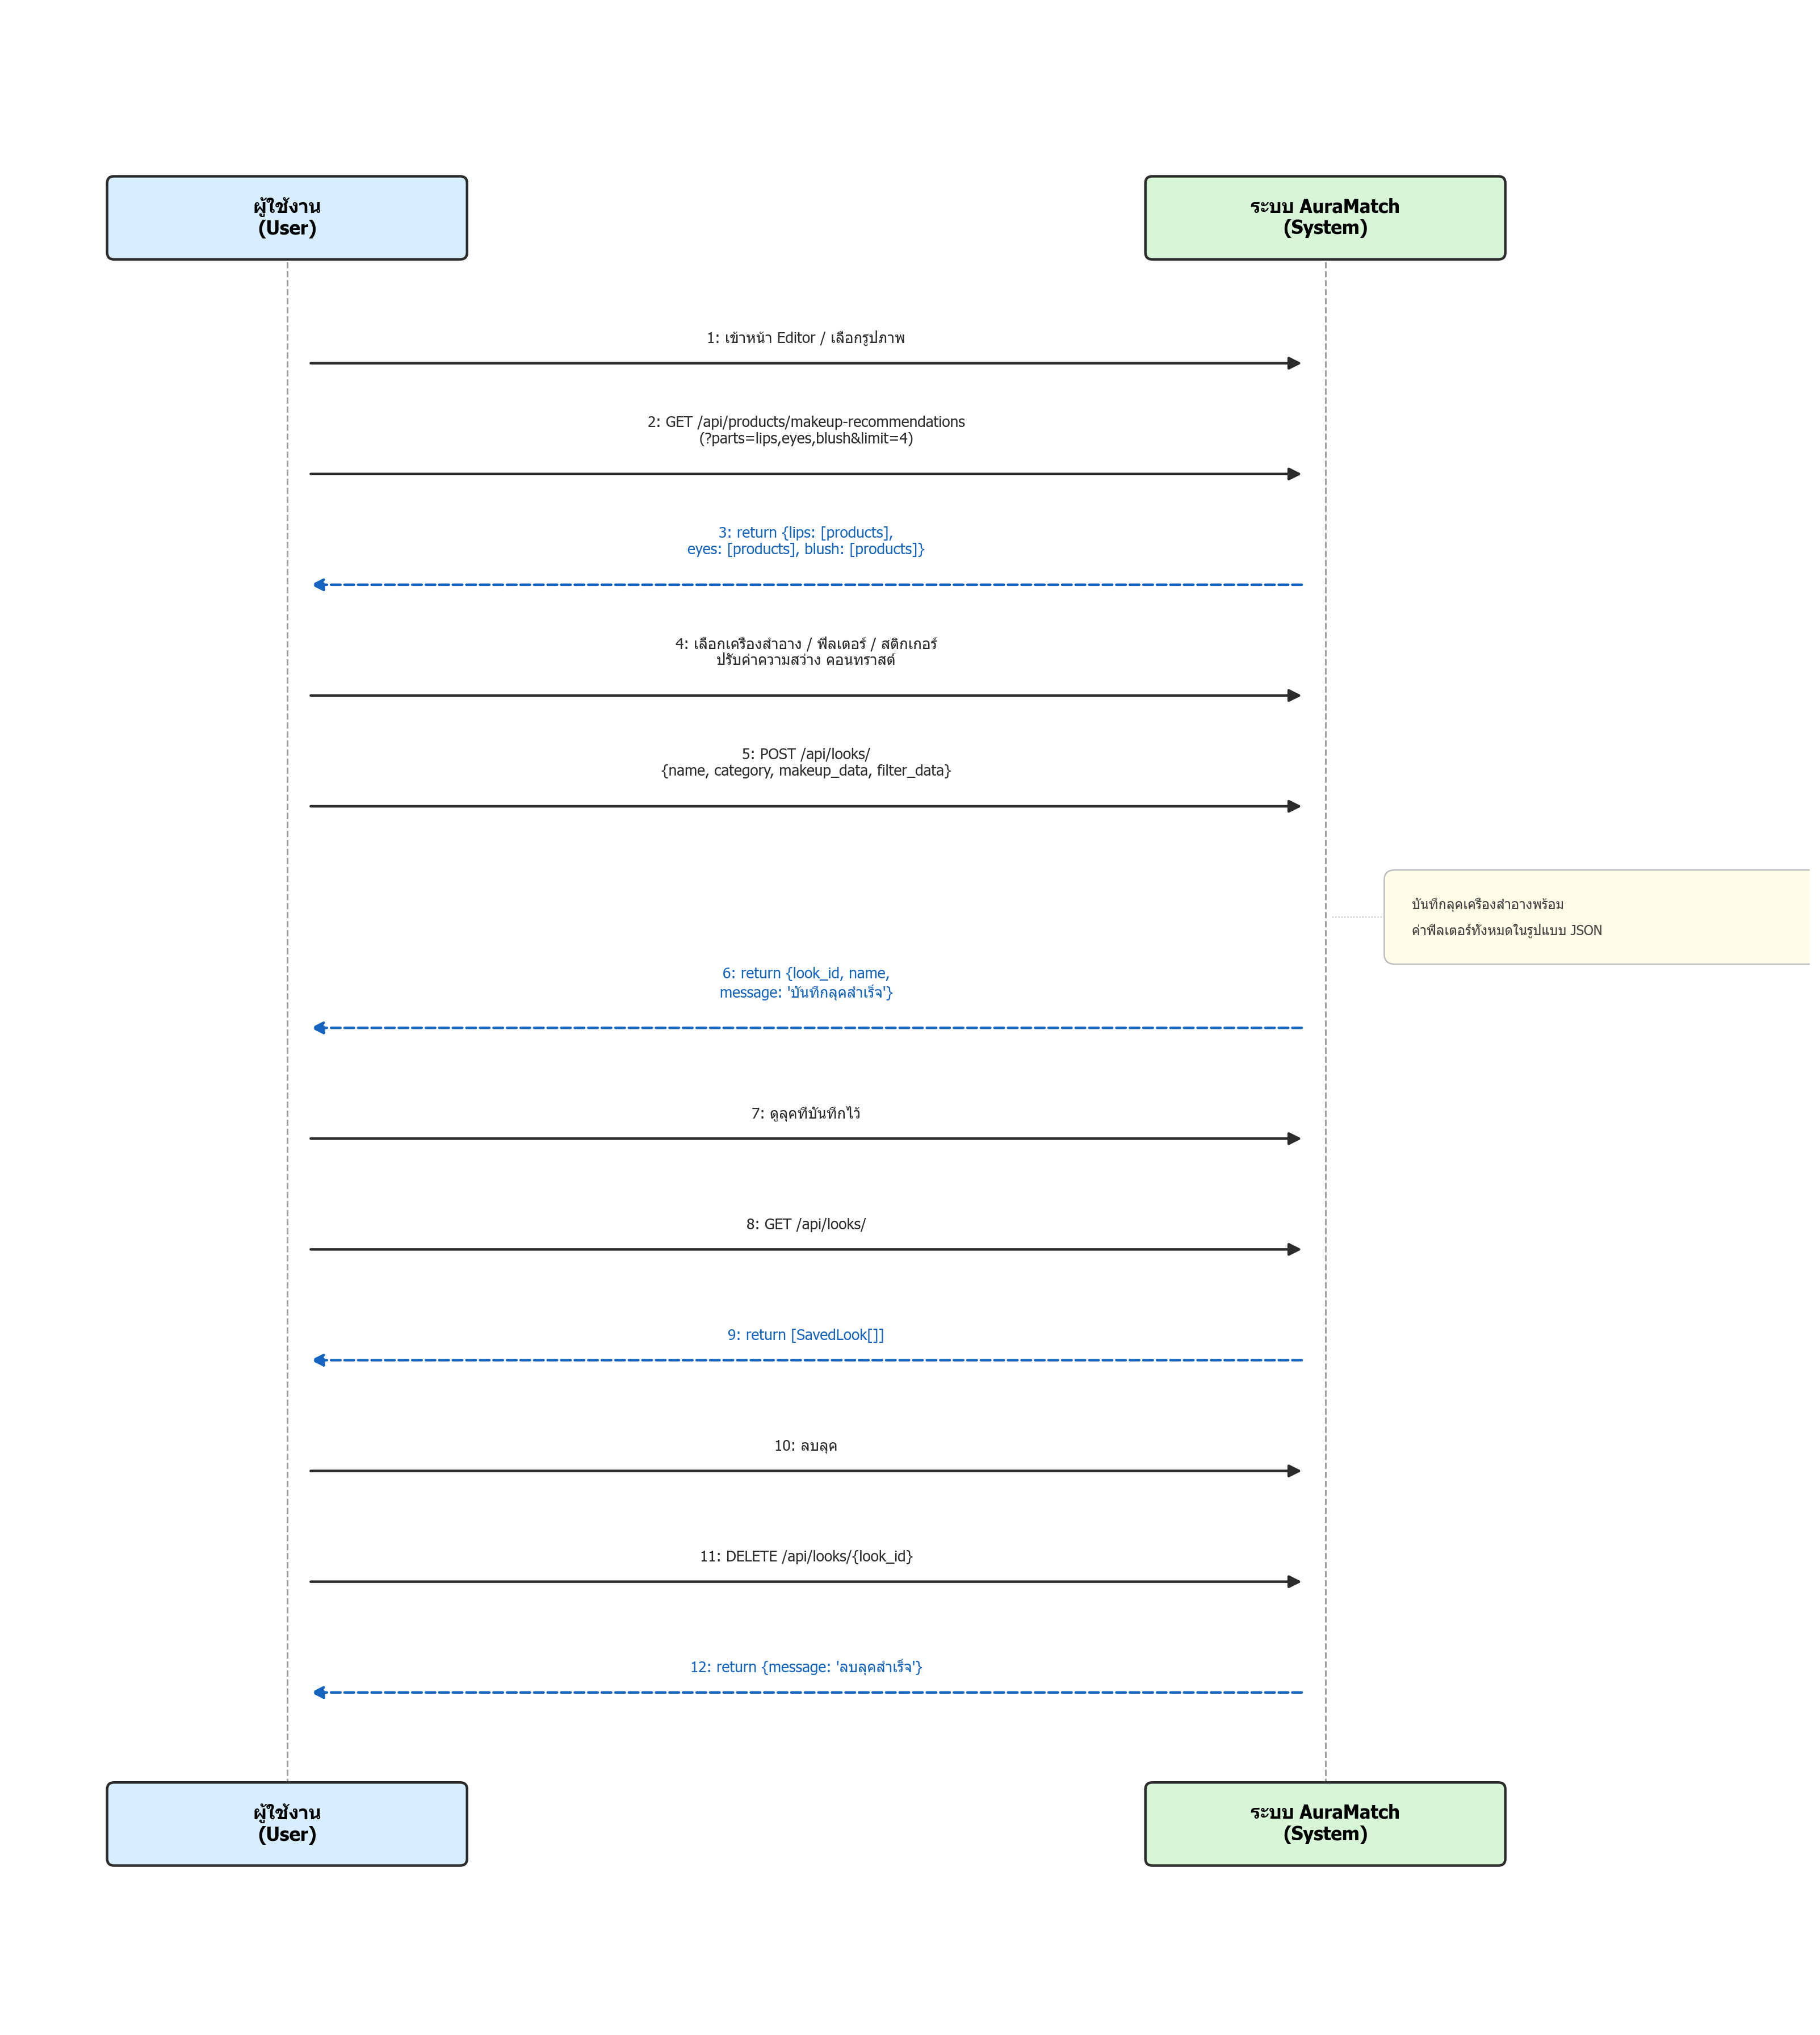 ผู้ใช้งาน
(User)
ระบบ AuraMatch
(System)
1: เข้าหน้า Editor / เลือกรูปภาพ
2: GET /api/products/makeup-recommendations
(?parts=lips,eyes,blush&limit=4)
3: return {lips: [products],
eyes: [products], blush: [products]}
4: เลือกเครื่องสำอาง / ฟิลเตอร์ / สติกเกอร์
ปรับค่าความสว่าง คอนทราสต์
5: POST /api/looks/
{name, category, makeup_data, filter_data}
บันทึกลุคเครื่องสำอางพร้อม
ค่าฟิลเตอร์ทั้งหมดในรูปแบบ JSON
6: return {look_id, name,
message: 'บันทึกลุคสำเร็จ'}
7: ดูลุคที่บันทึกไว้
8: GET /api/looks/
9: return [SavedLook[]]
10: ลบลุค
11: DELETE /api/looks/{look_id}
12: return {message: 'ลบลุคสำเร็จ'}
ผู้ใช้งาน
(User)
ระบบ AuraMatch
(System)